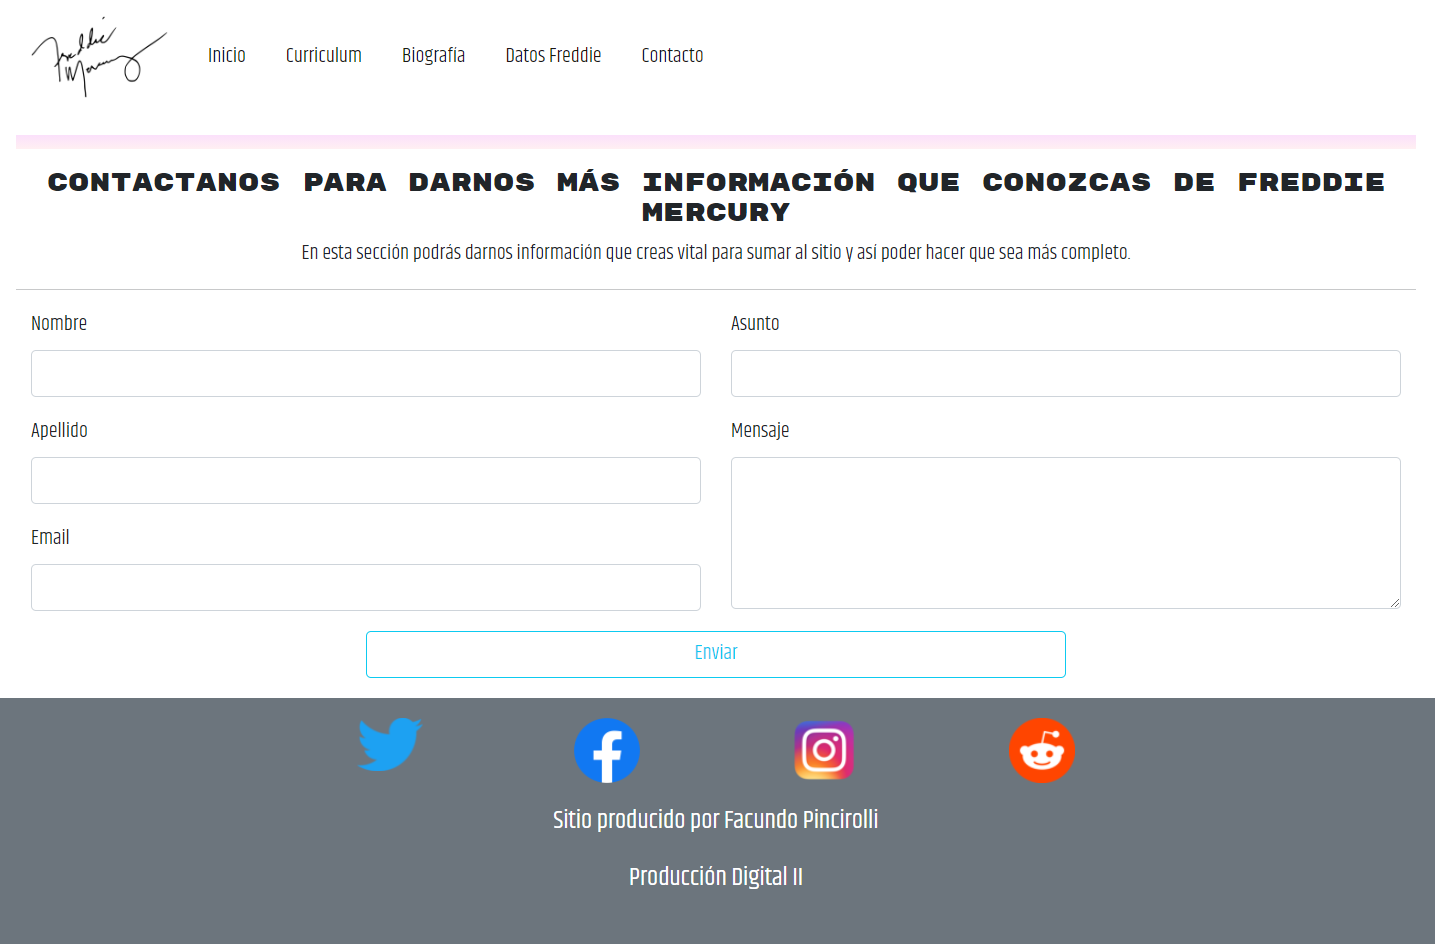 Freddie
Mercury
Inicio Curriculum Biografía Datos Freddie Contacto
CONTACTANOS PARA DARNOS MÁS INFORMACIÓN QUE CONOZCAS DE FREDDIE
MERCURY
En esta sección podrás darnos información que creas vital para sumar al sitio y así poder hacer que sea más completo.
Nombre
Asunto
Apellido
Mensaje
Email
Enviar
Sitio producido por Facundo Pincirolli
Producción Digital II